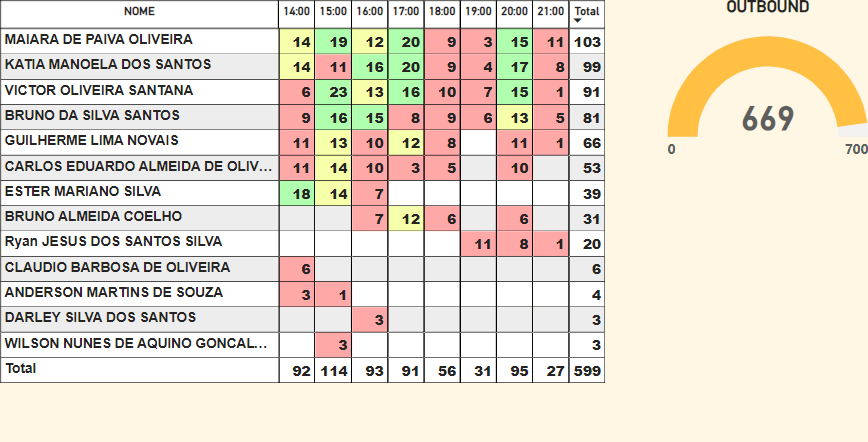 NOME 14:00 15:00 16:00 17:00 18:00 19:00 20:00 21:00 Total
MAIARA DE PAIVA OLIVEIRA 14 19 12 20 9 3 15 11 103
KATIA MANOELA DOS SANTOS 14 11 16 20 9 4 17 8 99
VICTOR OLIVEIRA SANTANA 6 23 13 16 10 7 15 1 91
BRUNO DA SILVA SANTOS 9 16 15 8 9 6 13 5 81
GUILHERME LIMA NOVAIS 11 13 10 12 8 11 1 66
CARLOS EDUARDO ALMEIDA DE OLIV... 11 14 10 3 5 10 53
ESTER MARIANO SILVA 18 14 7 39
BRUNO ALMEIDA COELHO 7 12 6 6 31
Ryan JESUS DOS SANTOS SILVA 11 8 1 20
CLAUDIO BARBOSA DE OLIVEIRA 6 6
ANDERSON MARTINS DE SOUZA 3 1 4
DARLEY SILVA DOS SANTOS 3 3
WILSON NUNES DE AQUINO GONCAL... 3 3
Total 92 114 93 91 56 31 95 27 599
OUTBOUND
669
0 700